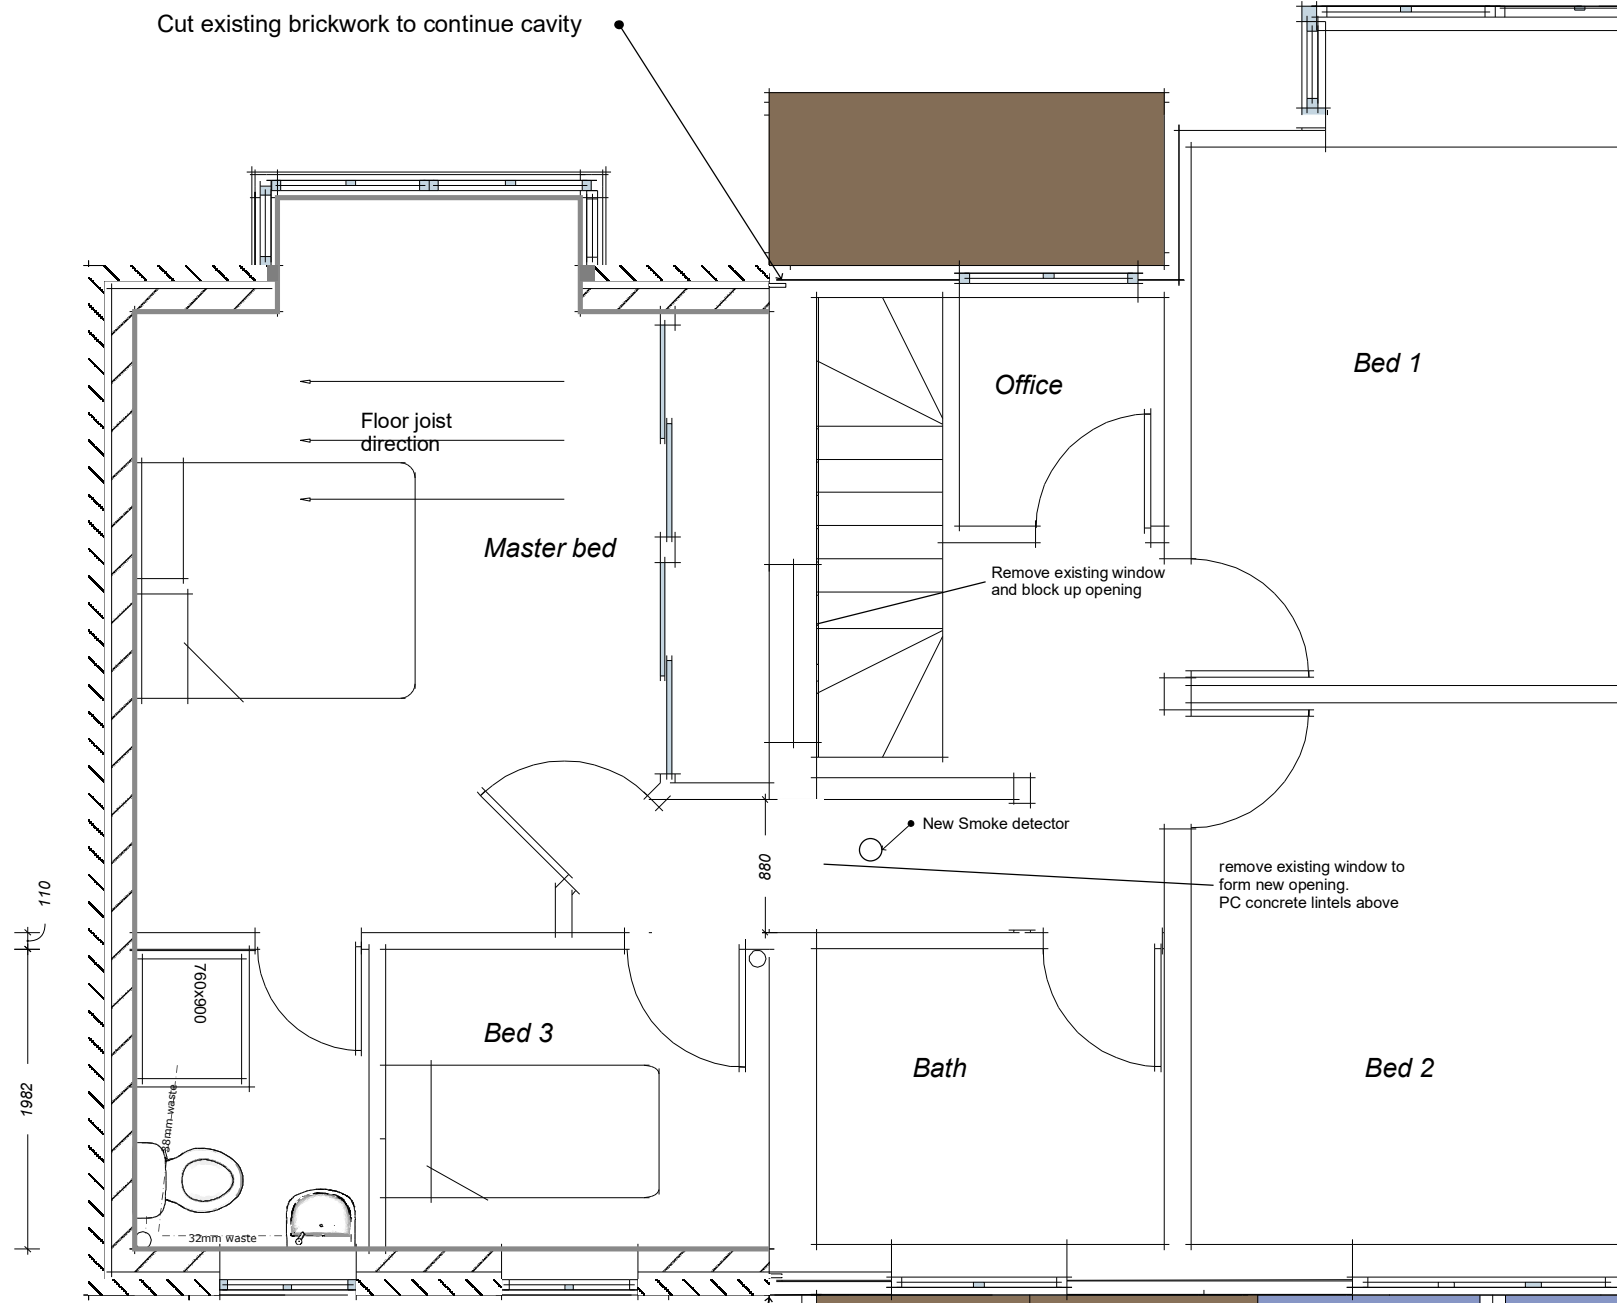 Cut existing brickwork to continue cavity
Floor joist
direction
Office
Bed 1
Master bed
Remove existing window
and block up opening
New Smoke detector
880
remove existing window to
form new opening.
PC concrete lintels above
110
760x900
Bed 3
Bath
Bed 2
1982
38mm waste
32mm waste